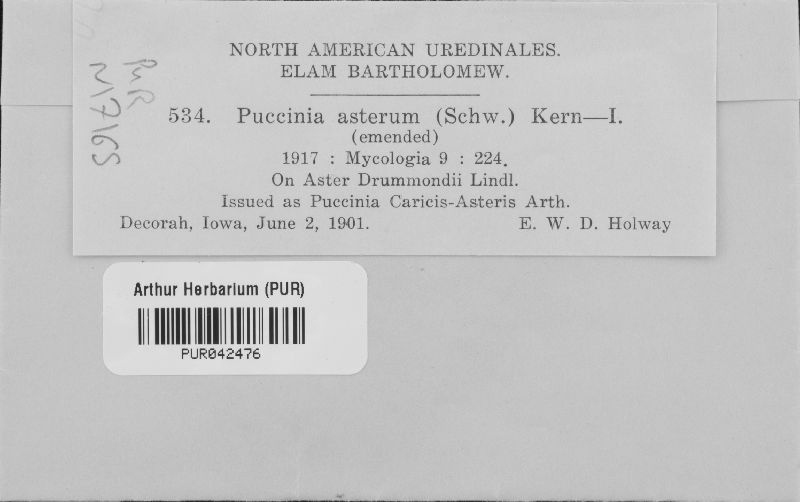 NORTH AMERICAN UREDINALES.
ELAM BARTHOLOMEW.
534. Puccinia asterum (Schw.) Kern—I.
(emended)
1917 : Mycologia 9 : 224.
On Aster Drummondii Lindl.
Issued as Puccinia Caricis-Asteris Arth.
Decorah, Iowa, June 2, 1901. E. W. D. Holway
PUR
N17165
Arthur Herbarium (PUR)
PUR042476